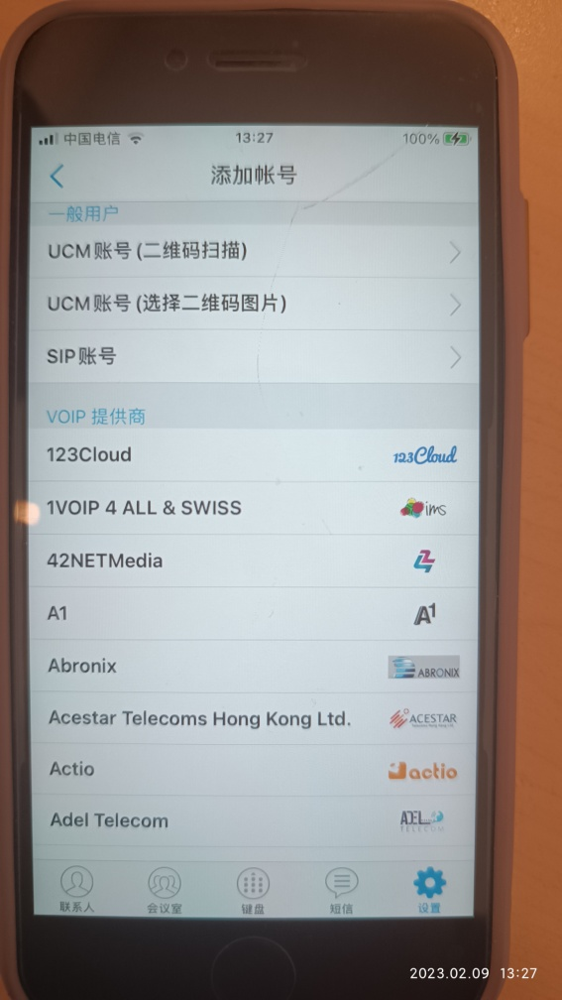 中国电信 13:27 100%
添加帐号
一般用户
UCM账号(二维码扫描)
UCM账号(选择二维码图片)
SIP账号
VOIP 提供商
123Cloud 123Cloud
1VOIP 4 ALL & SWISS ims
42NETMedia
A1 A1
Abronix ABRONIX
Acestar Telecoms Hong Kong Ltd. ACESTAR
Actio actio
Adel Telecom ADEL TELECOM
联系人 会议室 键盘 短信 设置
2023.02.09 13:27